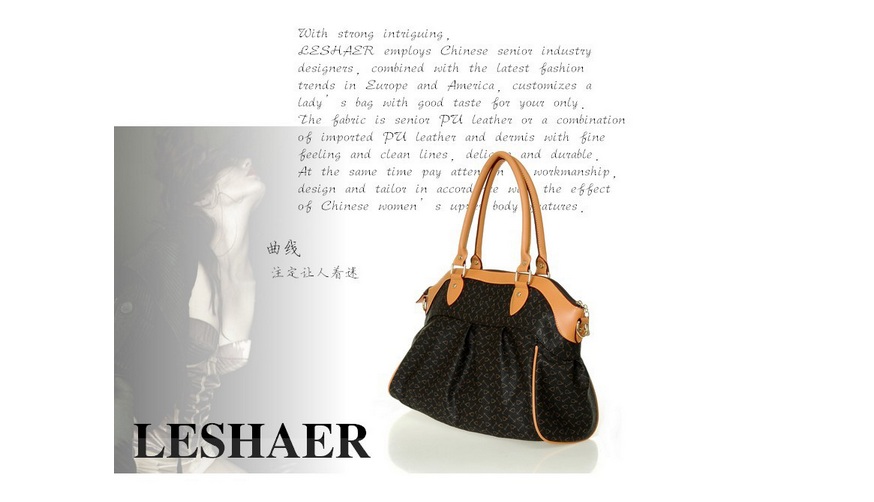 With strong intriguing.
LESHAER employs Chinese senior industry
designers, combined with the latest fashion
trends in Europe and America, customizes a
lady's bag with good taste for your only.
The fabric is senior PU leather or a combination
of imported PU leather and dermis with fine
feeling and clean lines, and durable.
At the same time pay workmanship,
design and tailor in the effect
of Chinese women's body
曲线
注定让人着迷
LESHAER